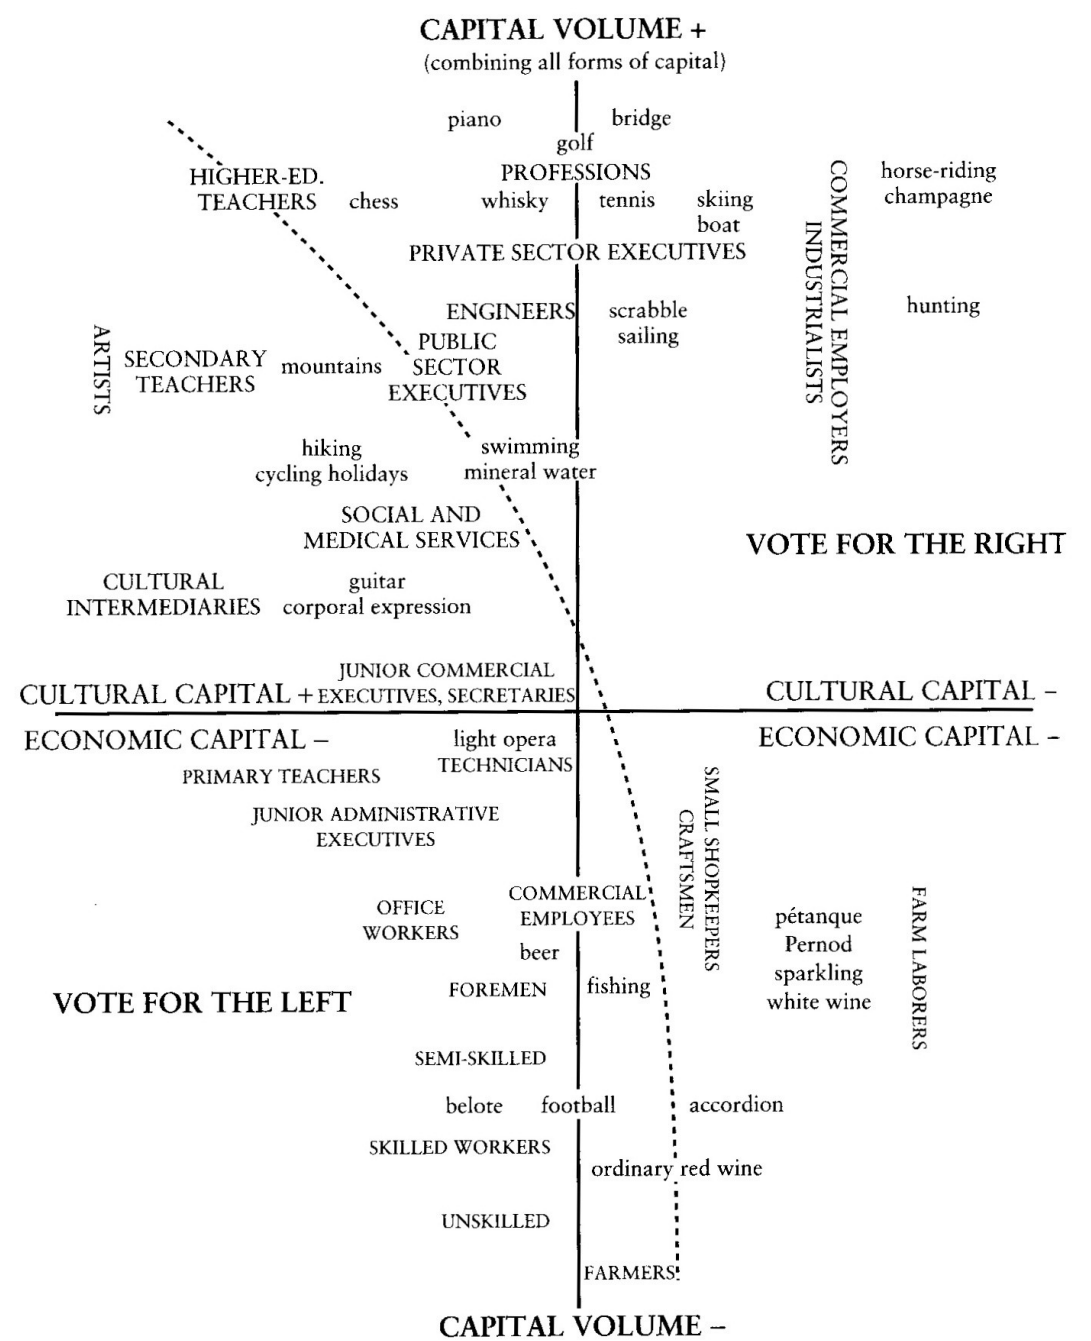 CAPITAL VOLUME +
(combining all forms of capital)
piano
bridge
golf
PROFESSIONS
HIGHER-ED.
TEACHERS
chess
whisky
tennis
skiing
boat
horse-riding
champagne
COMMERCIAL EMPLOYERS
INDUSTRIALISTS
PRIVATE SECTOR EXECUTIVES
ENGINEERS
scrabble
sailing
hunting
ARTISTS
SECONDARY
TEACHERS
mountains
PUBLIC
SECTOR
EXECUTIVES
hiking
cycling holidays
swimming
mineral water
SOCIAL AND
MEDICAL SERVICES
VOTE FOR THE RIGHT
CULTURAL
INTERMEDIARIES
guitar
corporal expression
JUNIOR COMMERCIAL
EXECUTIVES, SECRETARIES
CULTURAL CAPITAL +
CULTURAL CAPITAL –
ECONOMIC CAPITAL –
ECONOMIC CAPITAL –
light opera
TECHNICIANS
PRIMARY TEACHERS
JUNIOR ADMINISTRATIVE
EXECUTIVES
SMALL SHOPKEEPERS
CRAFTSMEN
OFFICE
WORKERS
COMMERCIAL
EMPLOYEES
beer
pétanque
Pernod
sparkling
white wine
FARM LABORERS
VOTE FOR THE LEFT
FOREMEN
fishing
SEMI-SKILLED
belote
football
accordion
SKILLED WORKERS
ordinary red wine
UNSKILLED
FARMERS
CAPITAL VOLUME –